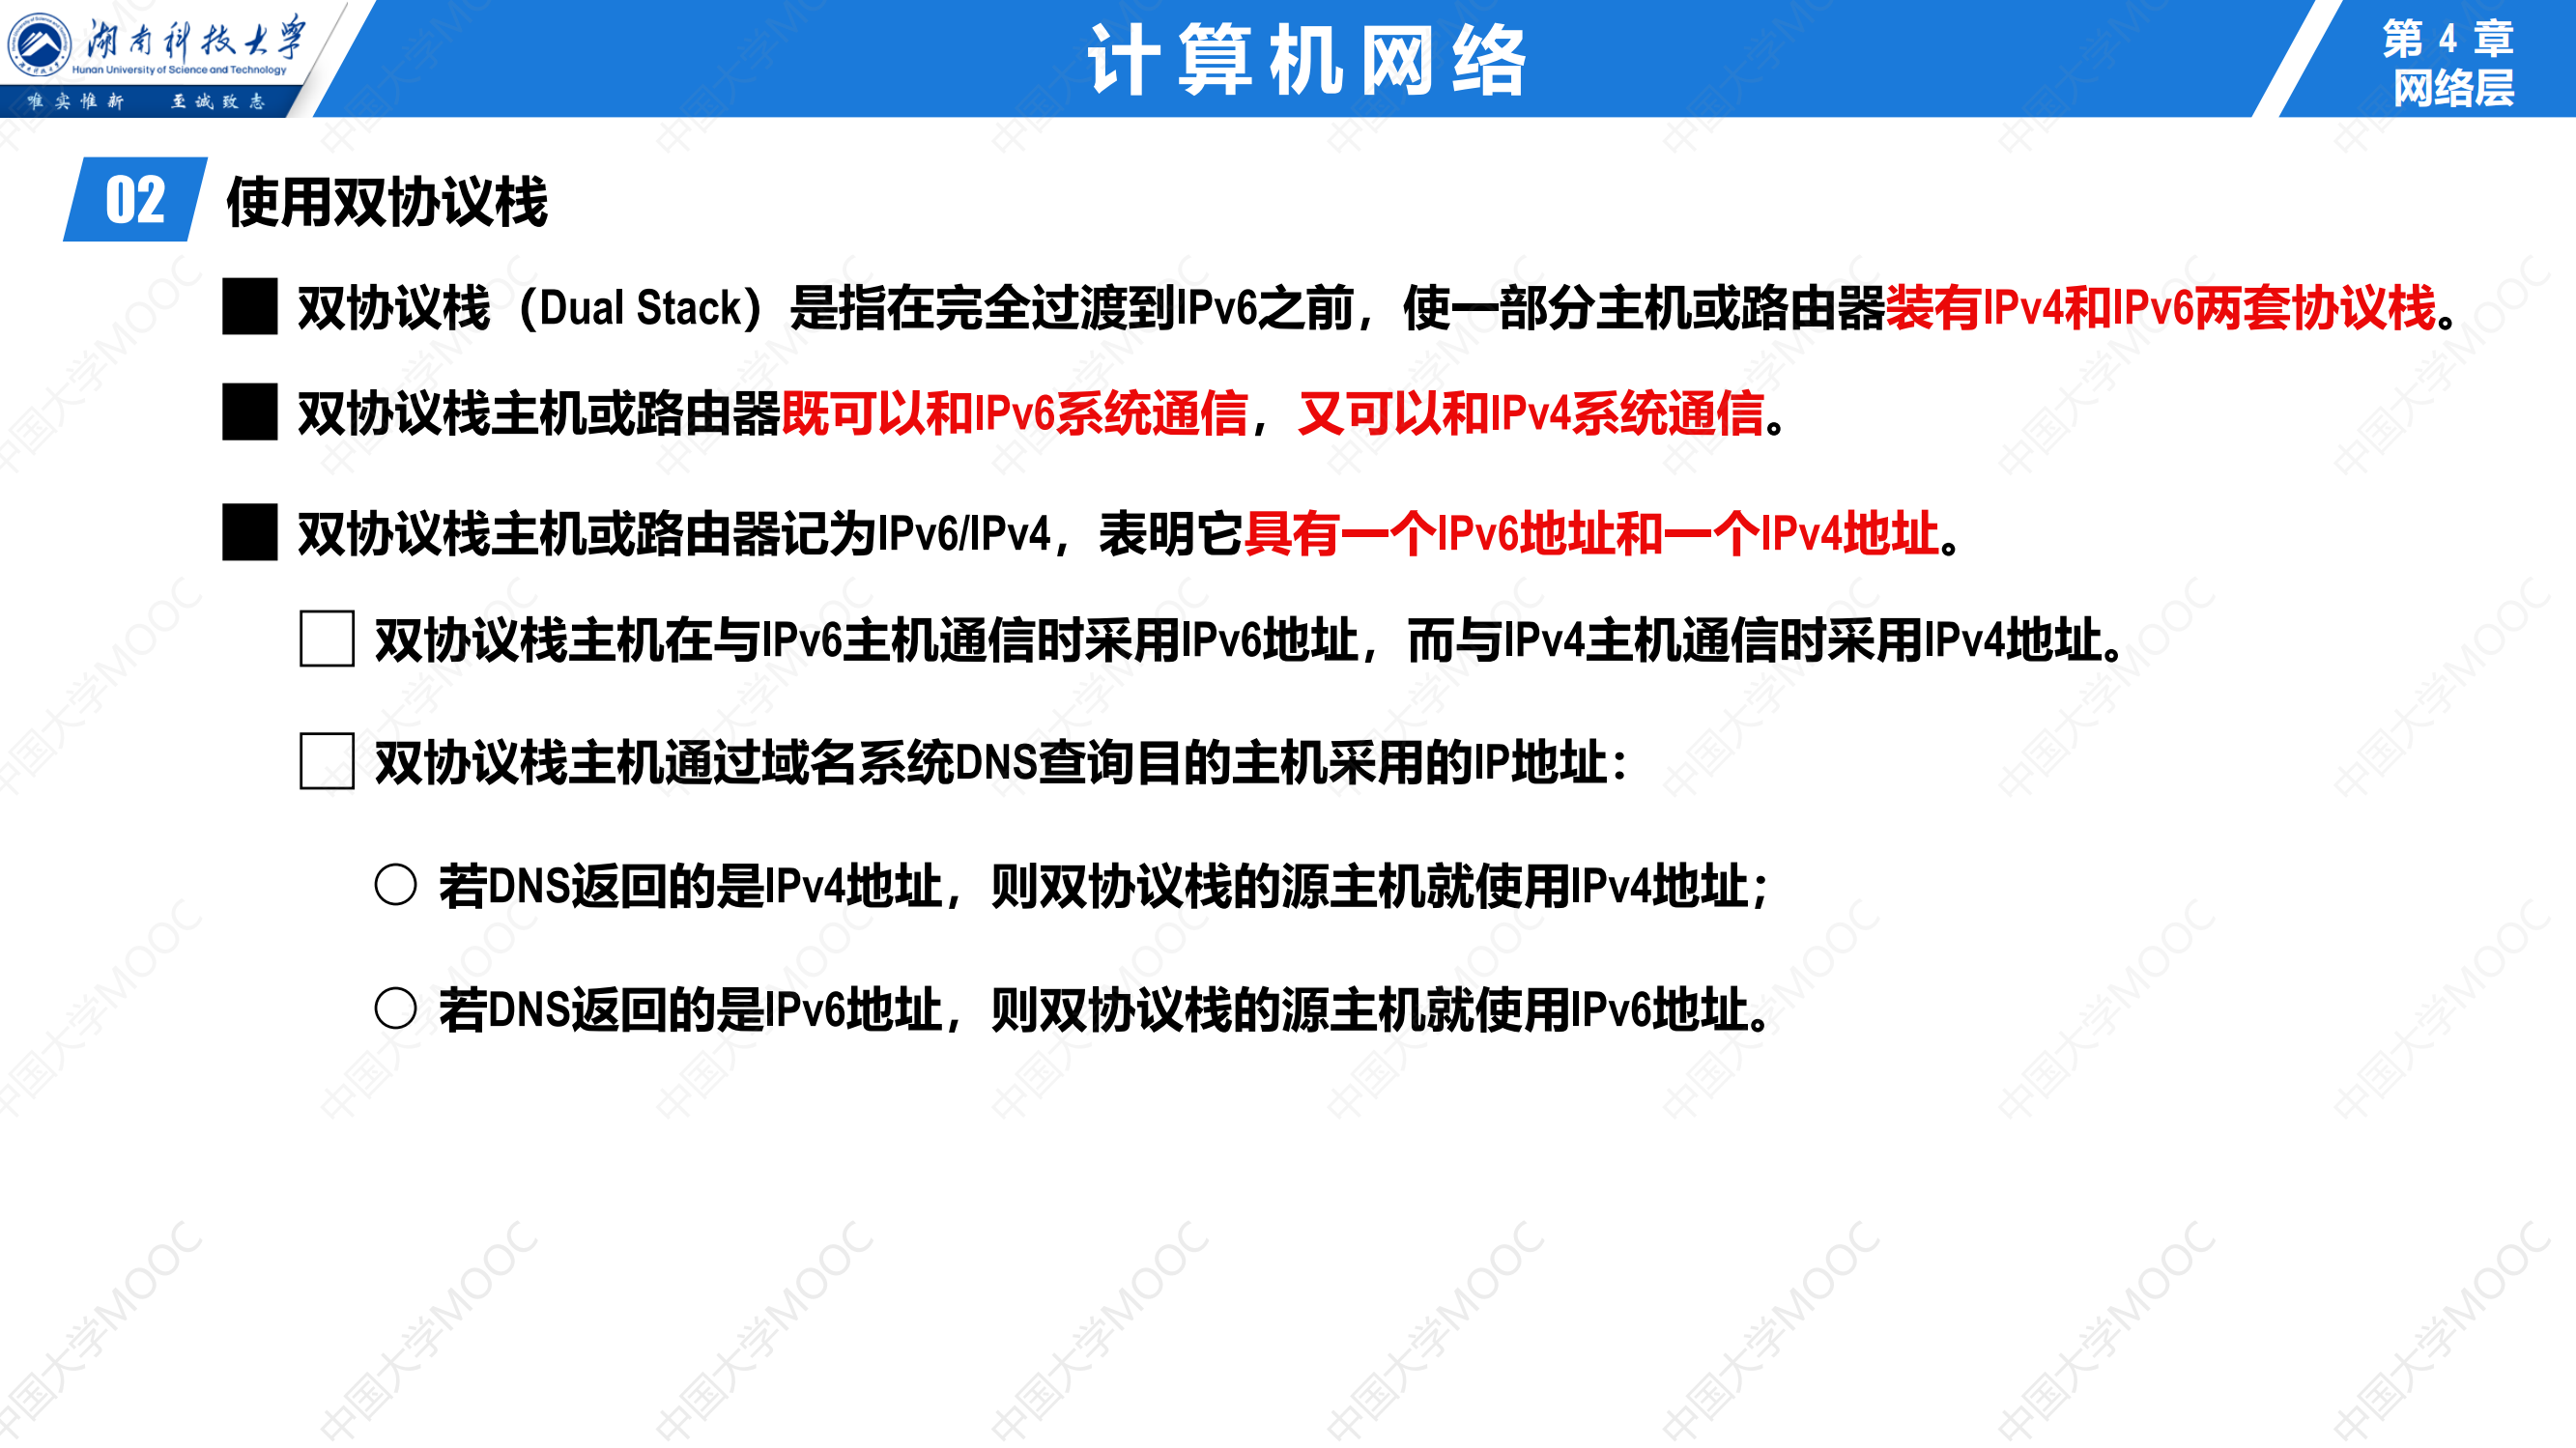 湖南科技大学
Hunan University of Science and Technology
唯实惟新 至诚致志
计算机网络
第 4 章
网络层
02 使用双协议栈
双协议栈（Dual Stack）是指在完全过渡到IPv6之前，使一部分主机或路由器装有IPv4和IPv6两套协议栈。
双协议栈主机或路由器既可以和IPv6系统通信，又可以和IPv4系统通信。
双协议栈主机或路由器记为IPv6/IPv4，表明它具有一个IPv6地址和一个IPv4地址。
双协议栈主机在与IPv6主机通信时采用IPv6地址，而与IPv4主机通信时采用IPv4地址。
双协议栈主机通过域名系统DNS查询目的主机采用的IP地址：
若DNS返回的是IPv4地址，则双协议栈的源主机就使用IPv4地址；
若DNS返回的是IPv6地址，则双协议栈的源主机就使用IPv6地址。
中国大学MOOC